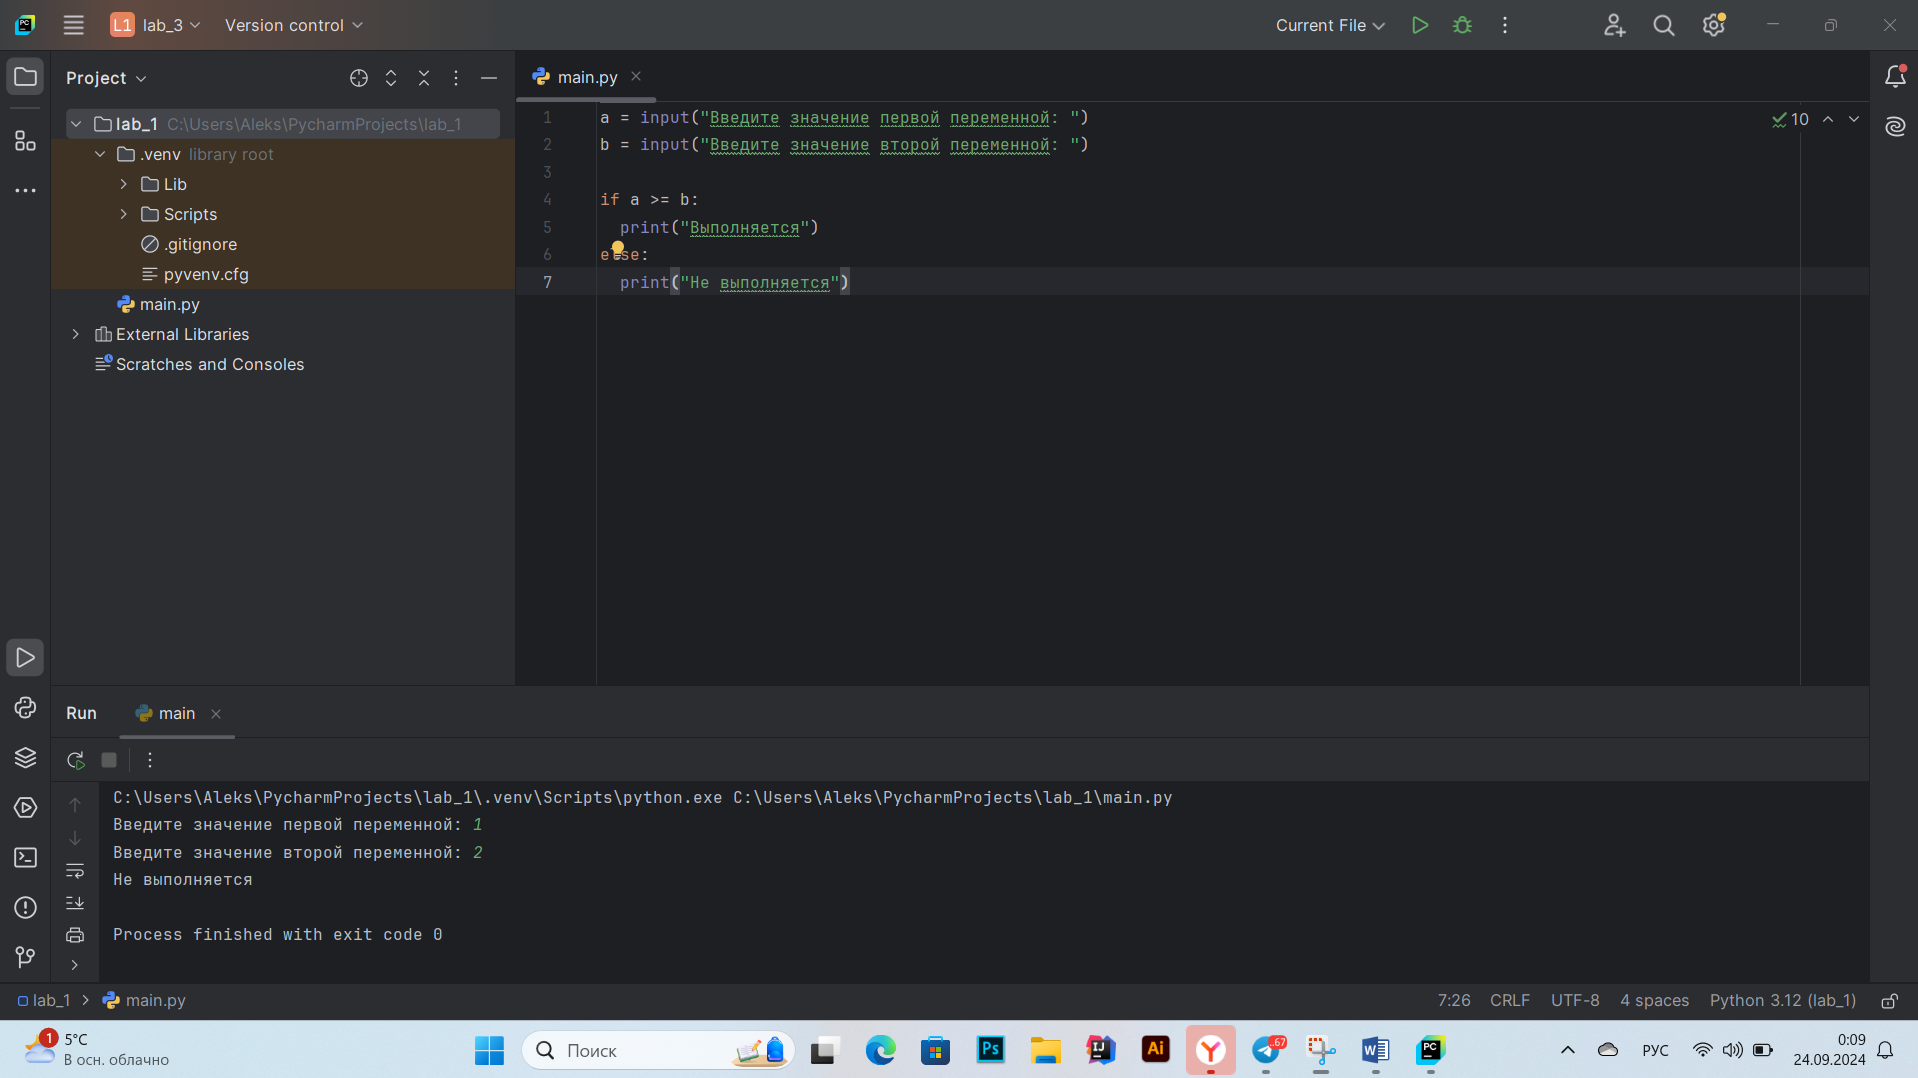 L1 lab_3 Version control Current File
Project
main.py
lab_1 C:\Users\Aleks\PycharmProjects\lab_1
.venv library root
Lib
Scripts
.gitignore
pyvenv.cfg
main.py
External Libraries
Scratches and Consoles
1 a = input("Введите значение первой переменной: ")
2 b = input("Введите значение второй переменной: ")
3
4 if a >= b:
5 print("Выполняется")
6 else:
7 print("Не выполняется")
10
Run main
C:\Users\Aleks\PycharmProjects\lab_1\.venv\Scripts\python.exe C:\Users\Aleks\PycharmProjects\lab_1\main.py
Введите значение первой переменной: 1
Введите значение второй переменной: 2
Не выполняется
Process finished with exit code 0
lab_1 main.py 7:26 CRLF UTF-8 4 spaces Python 3.12 (lab_1)
1 5°C
В осн. облачно
Поиск
Ps
IJ
Ai
Y
67
W
PC
РУС
0:09
24.09.2024